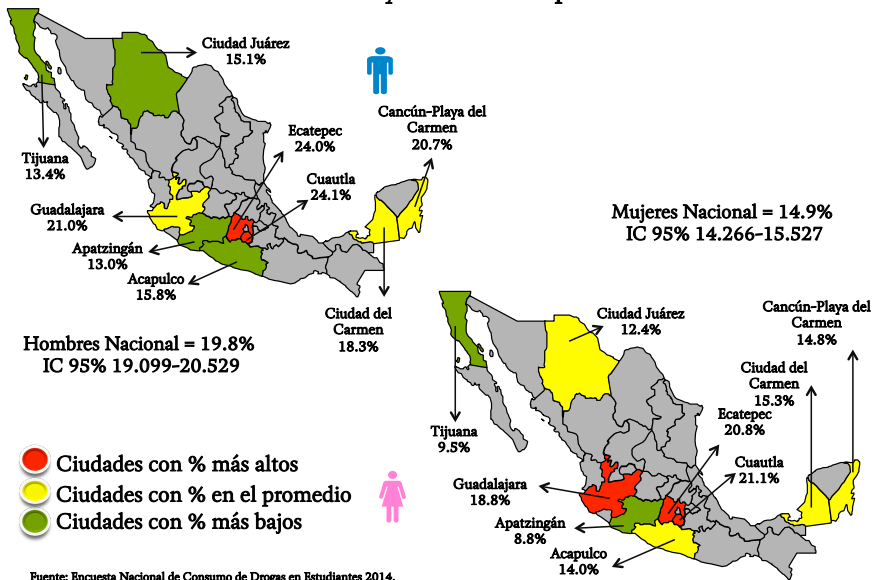 Ciudad Juárez
15.1%
Cancún-Playa del
Carmen
20.7%
Ecatepec
24.0%
Tijuana
13.4%
Cuautla
24.1%
Guadalajara
21.0%
Apatzingán
13.0%
Acapulco
15.8%
Ciudad del
Carmen
18.3%
Hombres Nacional = 19.8%
IC 95% 19.099-20.529
Mujeres Nacional = 14.9%
IC 95% 14.266-15.527
Ciudad Juárez
12.4%
Cancún-Playa del
Carmen
14.8%
Ciudad del
Carmen
15.3%
Ecatepec
20.8%
Tijuana
9.5%
Cuautla
21.1%
Guadalajara
18.8%
Apatzingán
8.8%
Acapulco
14.0%
Ciudades con % más altos
Ciudades con % en el promedio
Ciudades con % más bajos
Fuente: Encuesta Nacional de Consumo de Drogas en Estudiantes 2014.